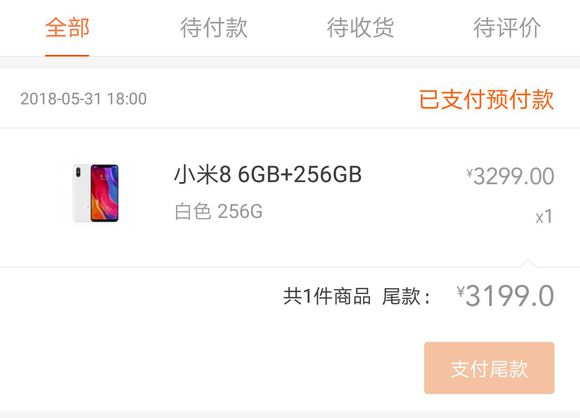 全部 待付款 待收货 待评价
2018-05-31 18:00 已支付预付款
小米8 6GB+256GB ¥3299.00
白色 256G x1
共1件商品 尾款： ¥3199.0
支付尾款